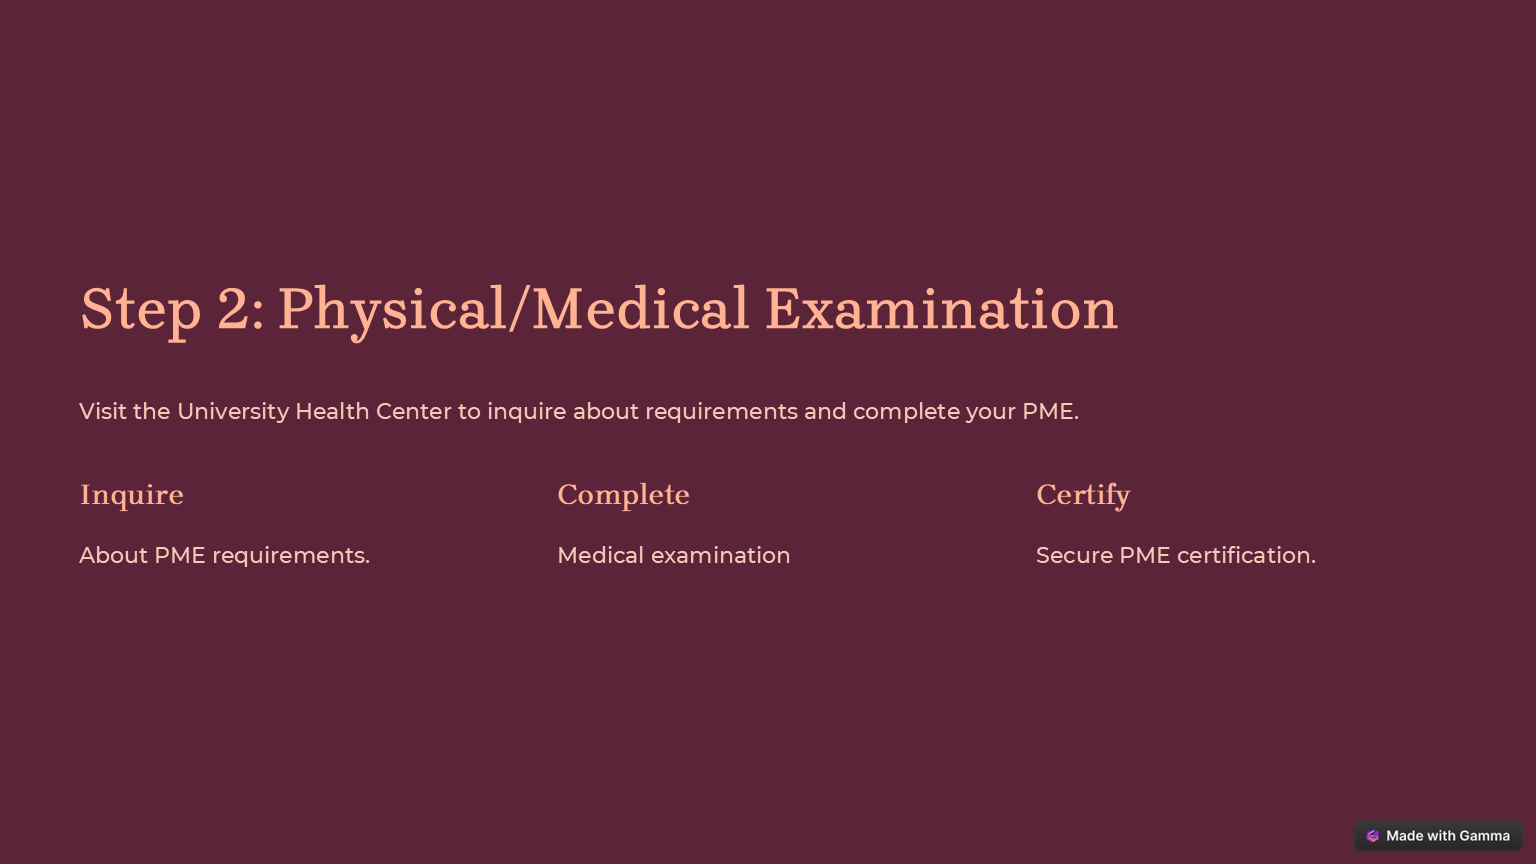 Step 2: Physical/Medical Examination
Visit the University Health Center to inquire about requirements and complete your PME.
Inquire
About PME requirements.
Complete
Medical examination
Certify
Secure PME certification.
Made with Gamma